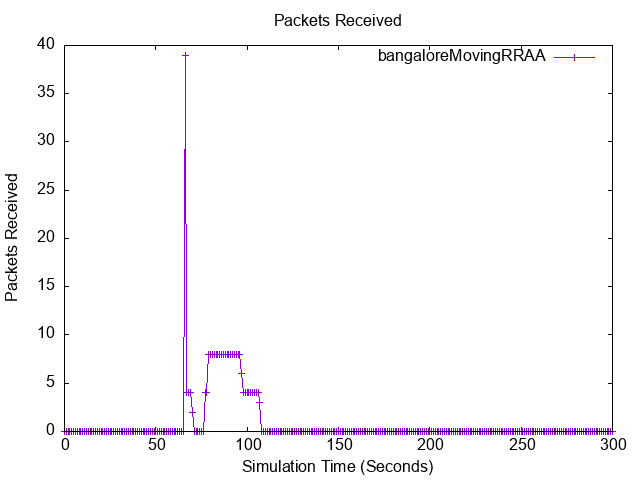 Packets Received
bangaloreMovingRRAA
40
35
30
25
20
15
10
5
0
Packets Received
0 50 100 150 200 250 300
Simulation Time (Seconds)